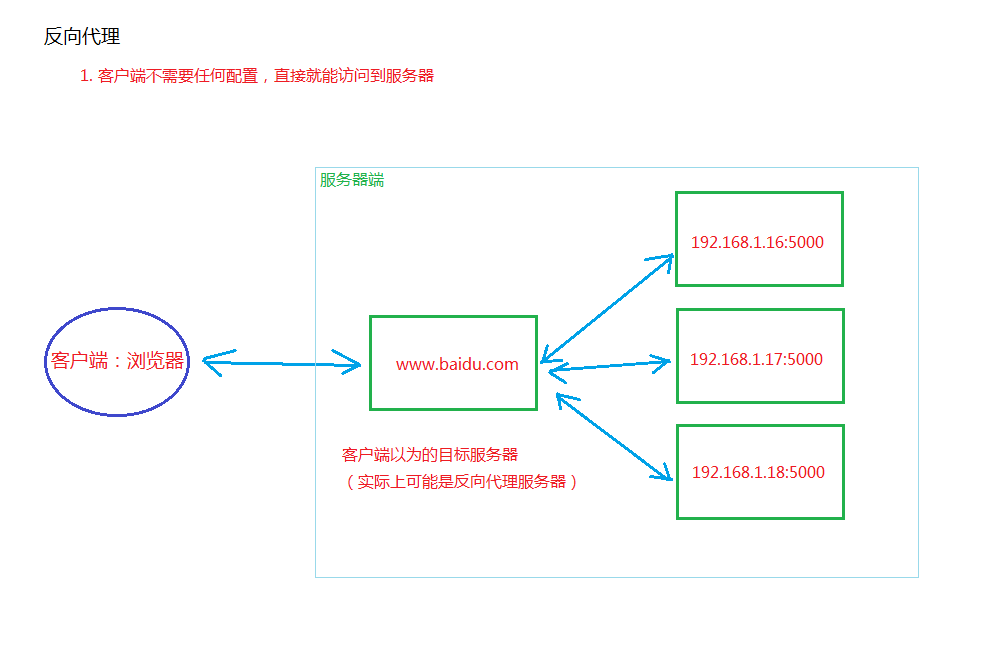 反向代理
1. 客户端不需要任何配置，直接就能访问到服务器
服务器端
192.168.1.16:5000
客户端：浏览器
www.baidu.com
192.168.1.17:5000
客户端以为的目标服务器
（实际上可能是反向代理服务器）
192.168.1.18:5000